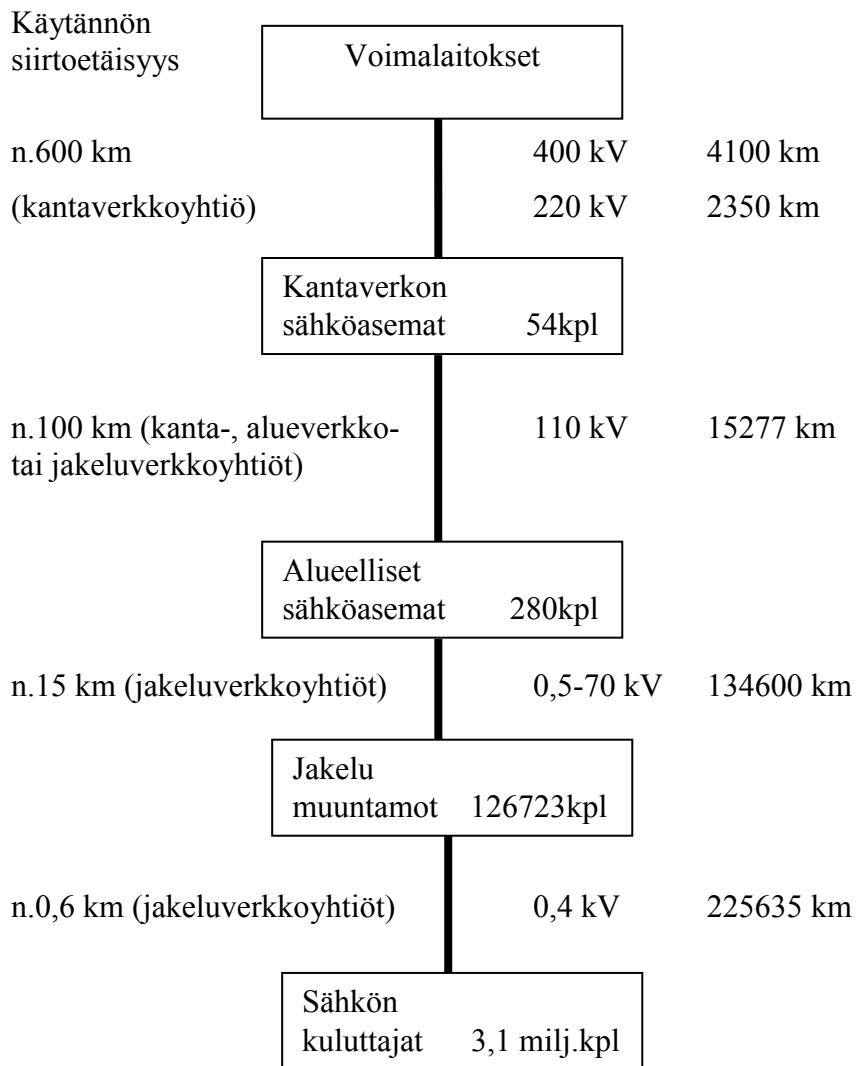 Käytännön
siirtoetäisyys
Voimalaitokset
n.600 km 400 kV 4100 km
(kantaverkkoyhtiö) 220 kV 2350 km
Kantaverkon
sähköasemat 54kpl
n.100 km (kanta-, alueverkko- 110 kV 15277 km
tai jakeluverkkoyhtiöt)
Alueelliset
sähköasemat 280kpl
n.15 km (jakeluverkkoyhtiöt) 0,5-70 kV 134600 km
Jakelu
muuntamot 126723kpl
n.0,6 km (jakeluverkkoyhtiöt) 0,4 kV 225635 km
Sähkön
kuluttajat 3,1 milj.kpl